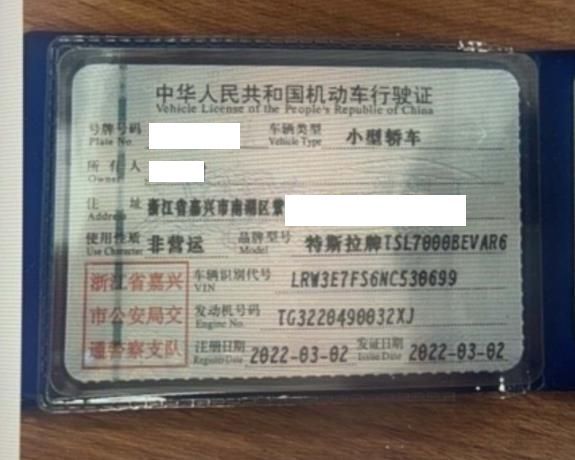 中华人民共和国机动车行驶证
Vehicle License of the People's Republic of China
号牌号码 车辆类型 小型轿车
Plate No. Vehicle Type
所有人
Owner
住 址 浙江省嘉兴市南湖区紫
Address
使用性质 非营运 品牌型号 特斯拉牌TSL7000BEVAR6
Use Character Model
浙江省嘉兴
市公安局交
通警察支队
车辆识别代号 LRW3E7FS6NC530699
VIN
发动机号码 TG3220490032XJ
Engine No.
注册日期 2022-03-02 发证日期 2022-03-02
Register Date Issue Date